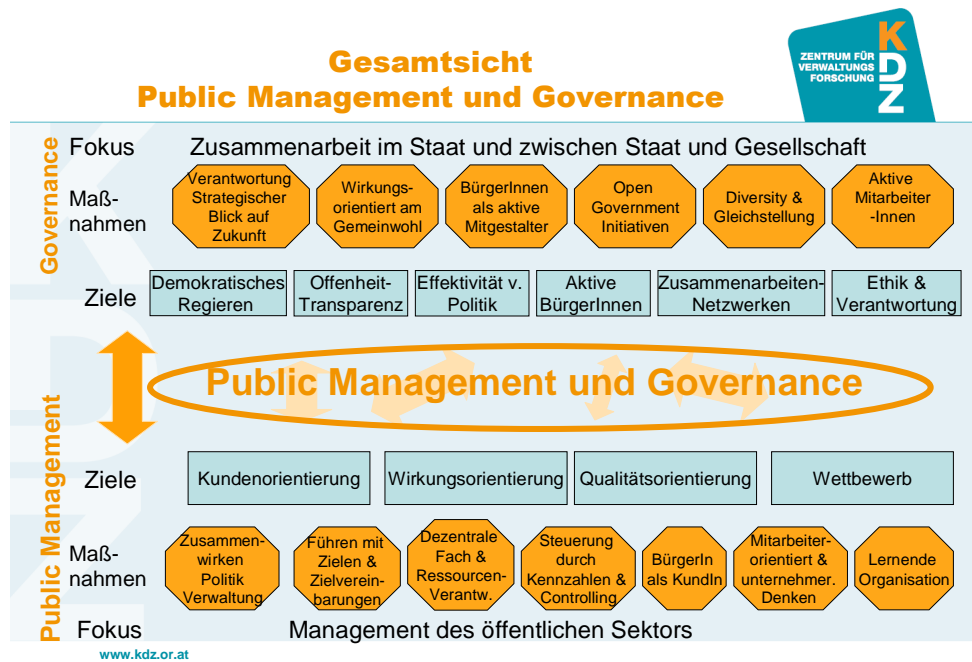 Gesamtsicht
Public Management und Governance
ZENTRUM FÜR
VERWALTUNGS
FORSCHUNG
KDZ
Governance
Fokus
Zusammenarbeit im Staat und zwischen Staat und Gesellschaft
Maß-
nahmen
Verantwortung
Strategischer
Blick auf
Zukunft
Wirkungs-
orientiert am
Gemeinwohl
BürgerInnen
als aktive
Mitgestalter
Open
Government
Initiativen
Diversity &
Gleichstellung
Aktive
Mitarbeiter
-Innen
Ziele
Demokratisches
Regieren
Offenheit-
Transparenz
Effektivität v.
Politik
Aktive
BürgerInnen
Zusammenarbeiten-
Netzwerken
Ethik &
Verantwortung
Public Management und Governance
Public Management
Ziele
Kundenorientierung
Wirkungsorientierung
Qualitätsorientierung
Wettbewerb
Maß-
nahmen
Zusammen-
wirken
Politik
Verwaltung
Führen mit
Zielen &
Zielverein-
barungen
Dezentrale
Fach &
Ressourcen-
Verantw.
Steuerung
durch
Kennzahlen &
Controlling
BürgerIn
als KundIn
Mitarbeiter-
orientiert &
unternehmer.
Denken
Lernende
Organisation
Fokus
Management des öffentlichen Sektors
www.kdz.or.at